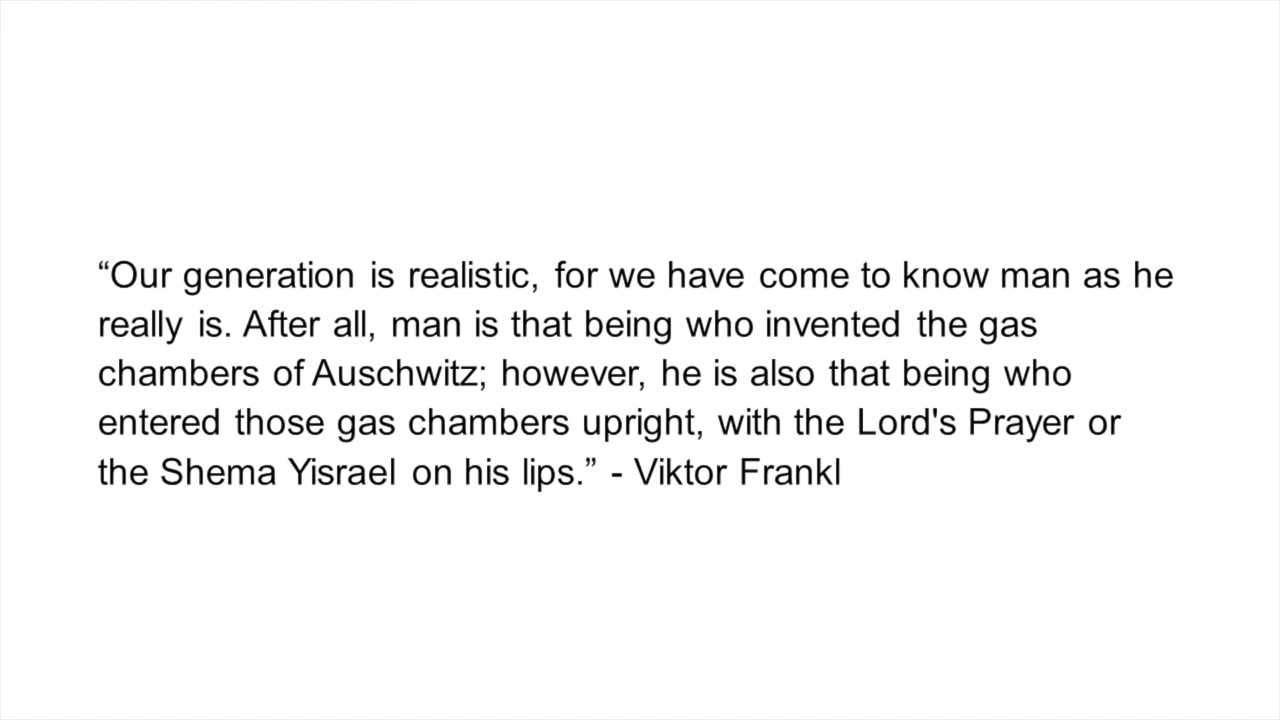 “Our generation is realistic, for we have come to know man as he
really is. After all, man is that being who invented the gas
chambers of Auschwitz; however, he is also that being who
entered those gas chambers upright, with the Lord's Prayer or
the Shema Yisrael on his lips.” - Viktor Frankl